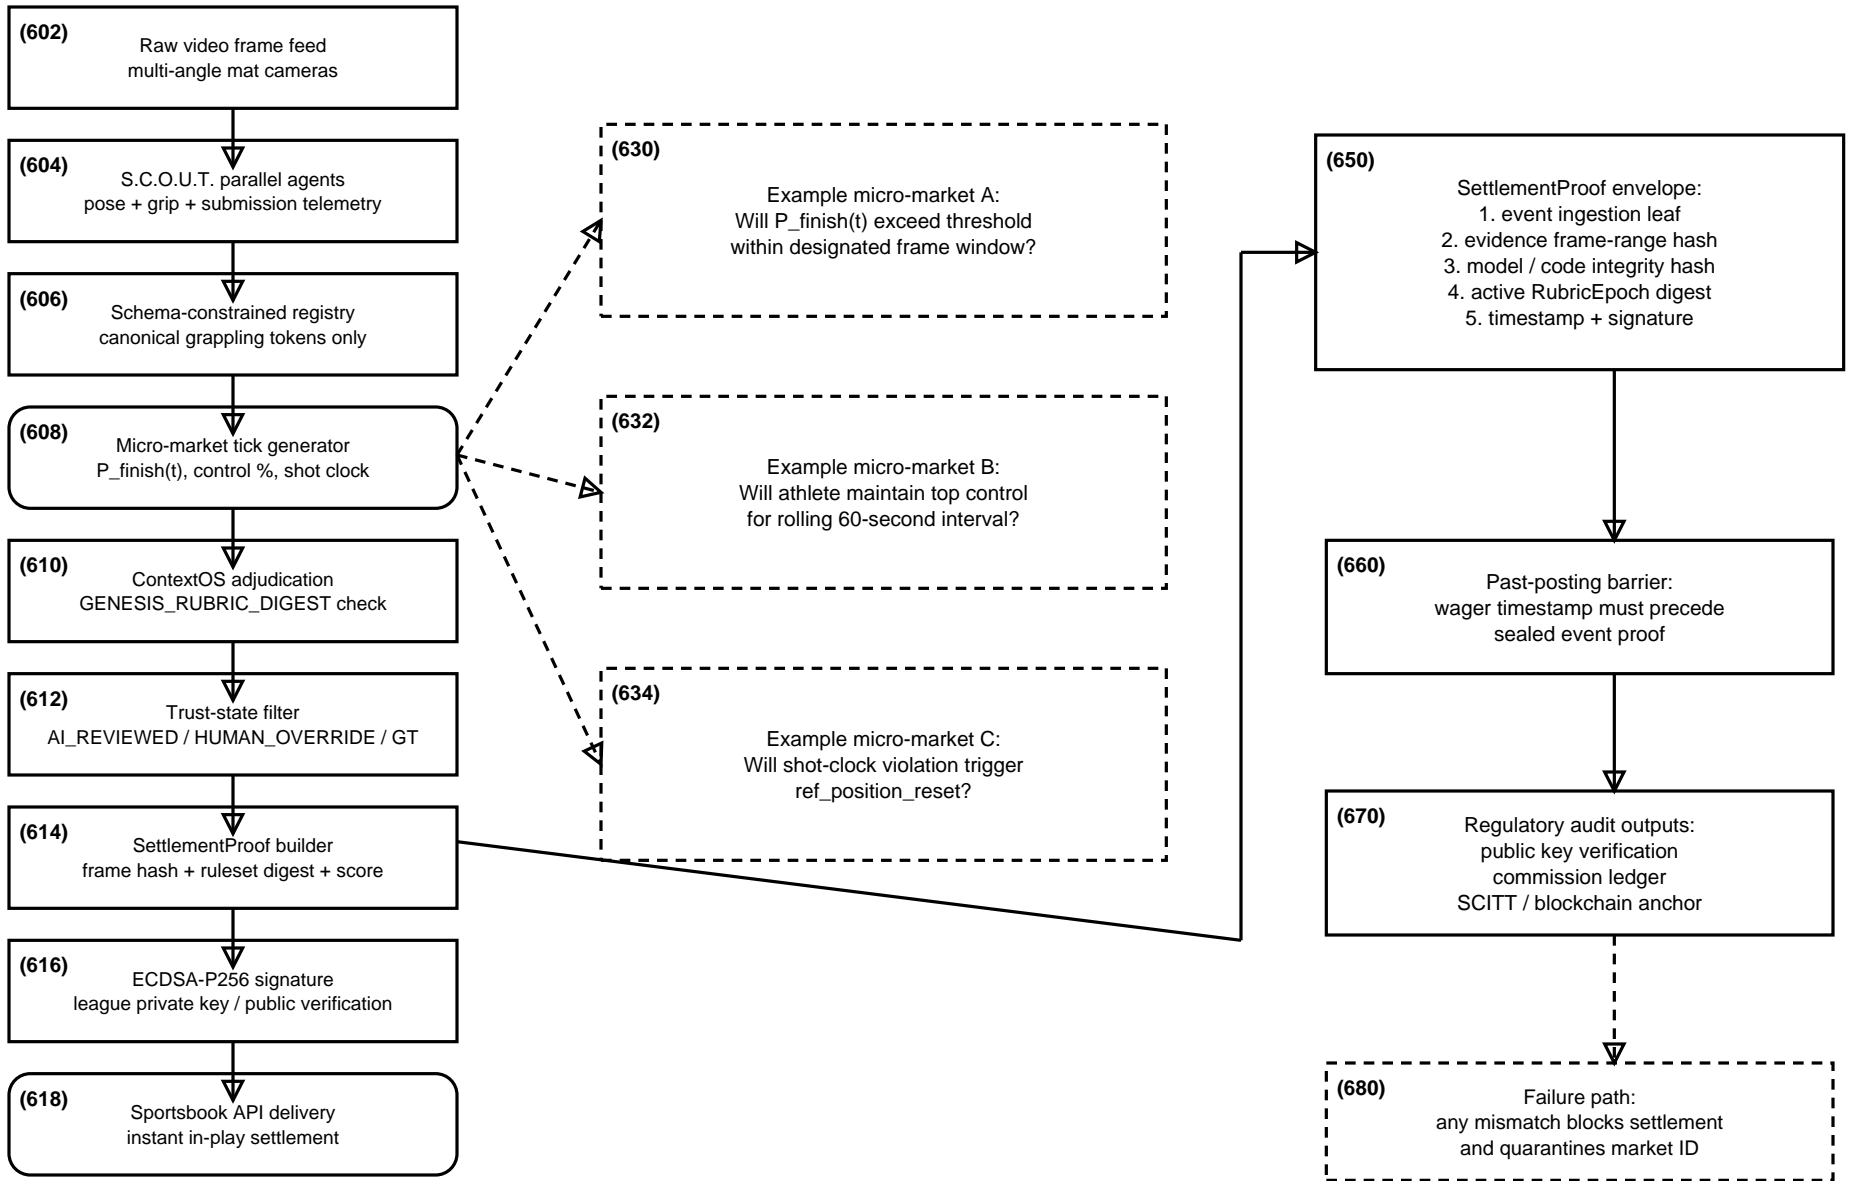 (602)
Raw video frame feed
multi-angle mat cameras
(604)
S.C.O.U.T. parallel agents
pose + grip + submission telemetry
(606)
Schema-constrained registry
canonical grappling tokens only
(608)
Micro-market tick generator
P_finish(t), control %, shot clock
(610)
ContextOS adjudication
GENESIS_RUBRIC_DIGEST check
(612)
Trust-state filter
AI_REVIEWED / HUMAN_OVERRIDE / GT
(614)
SettlementProof builder
frame hash + ruleset digest + score
(616)
ECDSA-P256 signature
league private key / public verification
(618)
Sportsbook API delivery
instant in-play settlement
(630)
Example micro-market A:
Will P_finish(t) exceed threshold
within designated frame window?
(632)
Example micro-market B:
Will athlete maintain top control
for rolling 60-second interval?
(634)
Example micro-market C:
Will shot-clock violation trigger
ref_position_reset?
(650)
SettlementProof envelope:
1. event ingestion leaf
2. evidence frame-range hash
3. model / code integrity hash
4. active RubricEpoch digest
5. timestamp + signature
(660)
Past-posting barrier:
wager timestamp must precede
sealed event proof
(670)
Regulatory audit outputs:
public key verification
commission ledger
SCITT / blockchain anchor
(680)
Failure path:
any mismatch blocks settlement
and quarantines market ID